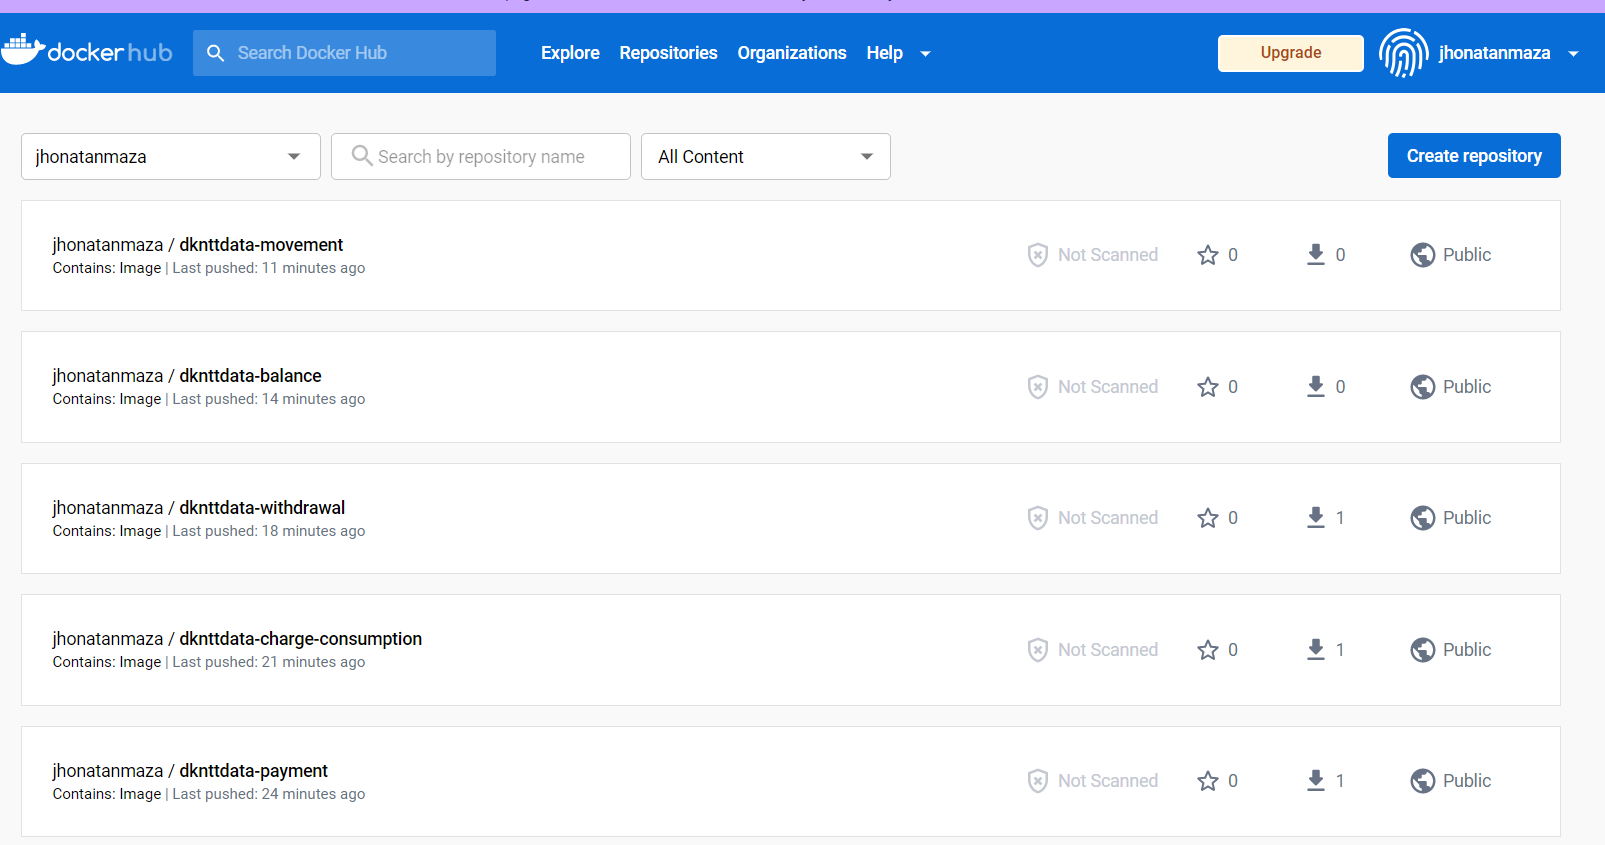 docker hub
Search Docker Hub
Explore Repositories Organizations Help
Upgrade
jhonatanmaza
jhonatanmaza
Search by repository name
All Content
Create repository
jhonatanmaza / dknttdata-movement
Contains: Image | Last pushed: 11 minutes ago
Not Scanned 0 0 Public
jhonatanmaza / dknttdata-balance
Contains: Image | Last pushed: 14 minutes ago
Not Scanned 0 0 Public
jhonatanmaza / dknttdata-withdrawal
Contains: Image | Last pushed: 18 minutes ago
Not Scanned 0 1 Public
jhonatanmaza / dknttdata-charge-consumption
Contains: Image | Last pushed: 21 minutes ago
Not Scanned 0 1 Public
jhonatanmaza / dknttdata-payment
Contains: Image | Last pushed: 24 minutes ago
Not Scanned 0 1 Public